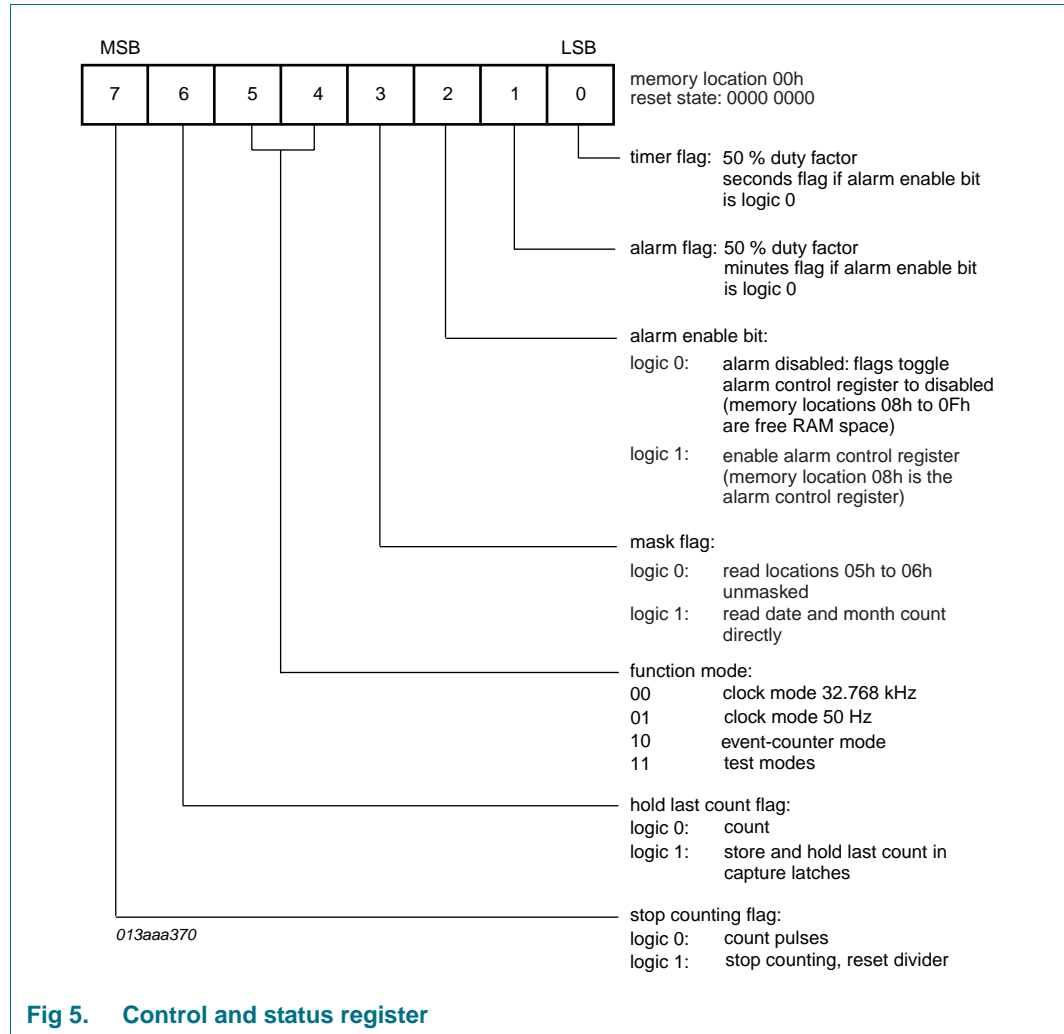 MSB LSB
7 6 5 4 3 2 1 0
memory location 00h
reset state: 0000 0000
timer flag: 50 % duty factor
seconds flag if alarm enable bit
is logic 0
alarm flag: 50 % duty factor
minutes flag if alarm enable bit
is logic 0
alarm enable bit:
logic 0: alarm disabled: flags toggle
alarm control register to disabled
(memory locations 08h to 0Fh
are free RAM space)
logic 1: enable alarm control register
(memory location 08h is the
alarm control register)
mask flag:
logic 0: read locations 05h to 06h
unmasked
logic 1: read date and month count
directly
function mode:
00 clock mode 32.768 kHz
01 clock mode 50 Hz
10 event-counter mode
11 test modes
hold last count flag:
logic 0: count
logic 1: store and hold last count in
capture latches
stop counting flag:
logic 0: count pulses
logic 1: stop counting, reset divider
013aaa370
Fig 5. Control and status register